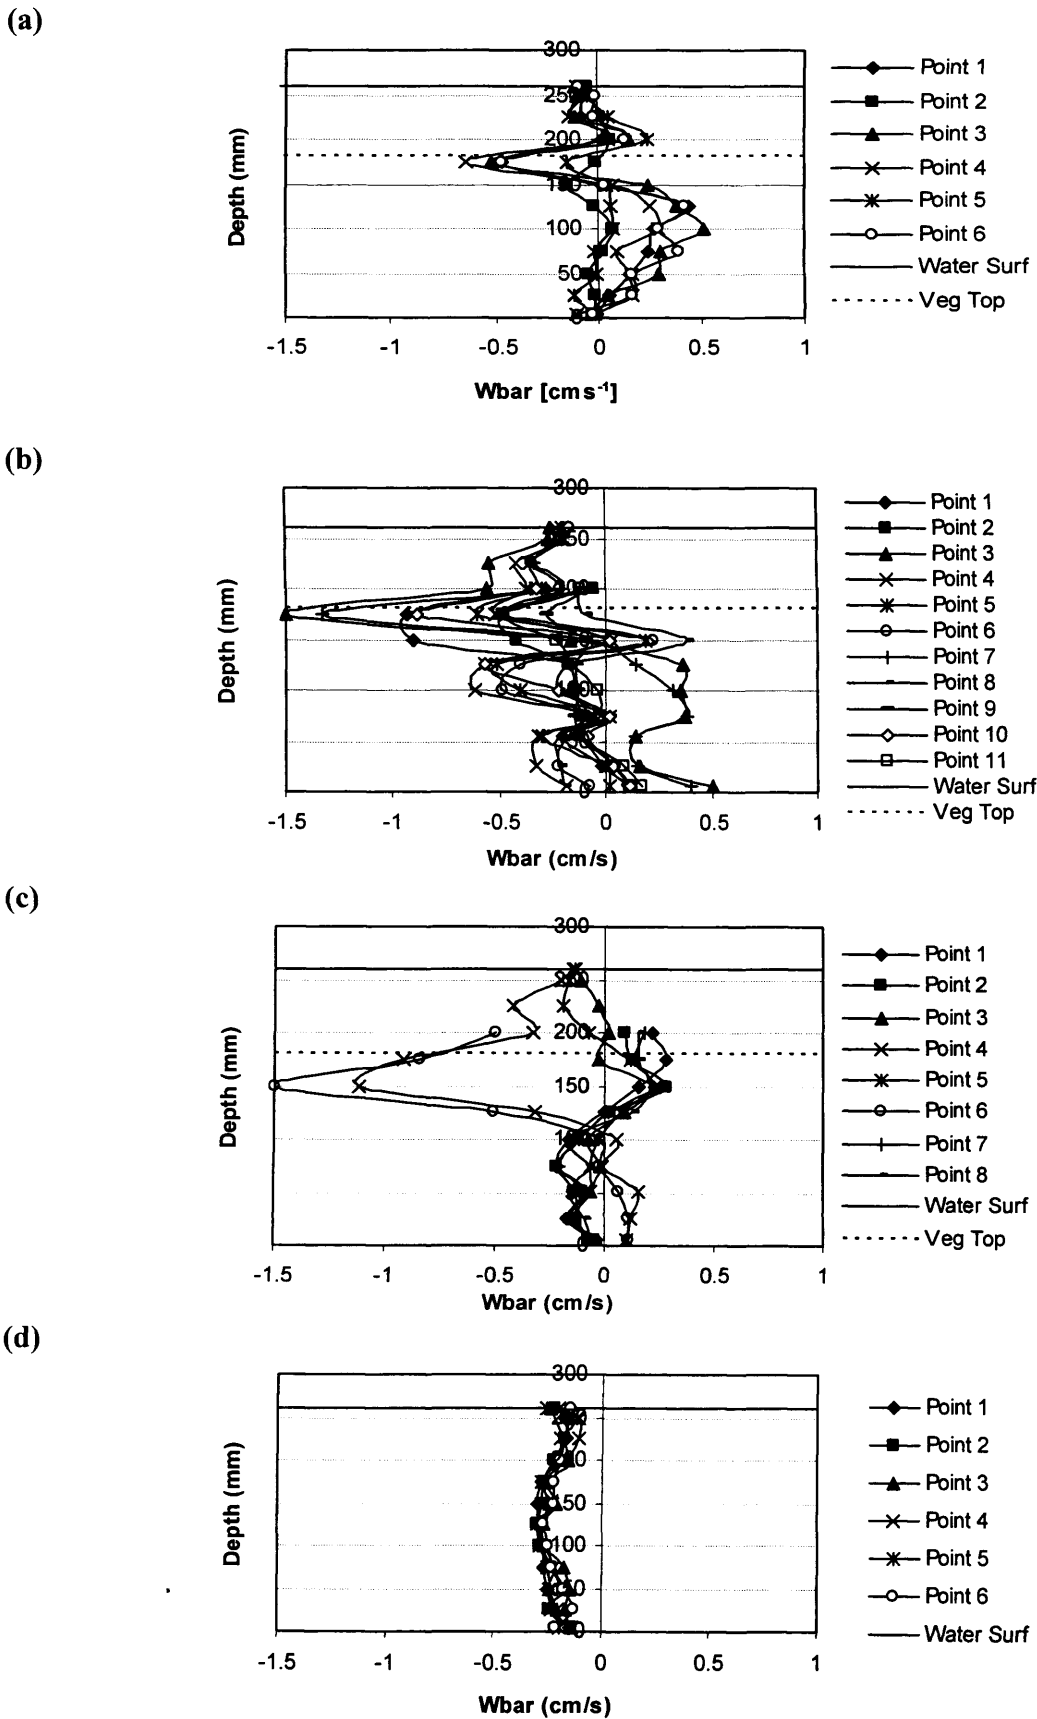 (a)
300
250
200
150
100
50
0
-1.5 -1 -0.5 0 0.5 1
Depth (mm)
Wbar [cm s-1]
Point 1
Point 2
Point 3
Point 4
Point 5
Point 6
Water Surf
Veg Top
(b)
300
-1.5 -1 -0.5 0 0.5 1
Depth (mm)
Wbar (cm/s)
Point 1
Point 2
Point 3
Point 4
Point 5
Point 6
Point 7
Point 8
Point 9
Point 10
Point 11
Water Surf
Veg Top
(c)
300
200
150
100
0
-1.5 -1 -0.5 0 0.5 1
Depth (mm)
Wbar (cm/s)
Point 1
Point 2
Point 3
Point 4
Point 5
Point 6
Point 7
Point 8
Water Surf
Veg Top
(d)
300
100
0
-1.5 -1 -0.5 0 0.5 1
Depth (mm)
Wbar (cm/s)
Point 1
Point 2
Point 3
Point 4
Point 5
Point 6
Water Surf